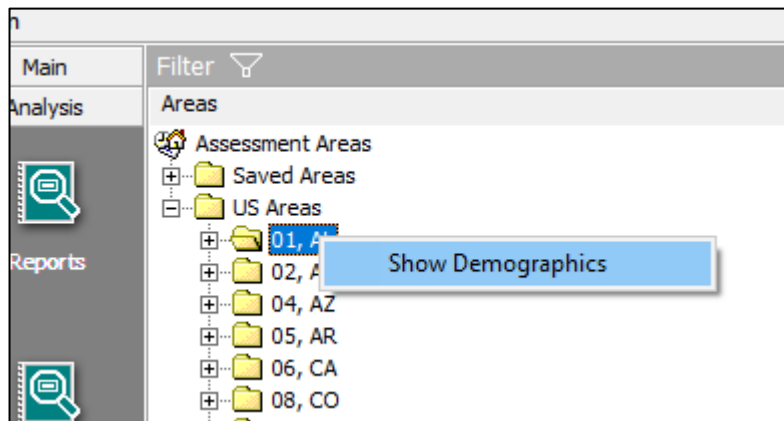 Main
Filter
Analysis
Areas
Assessment Areas
Saved Areas
US Areas
01,
Show Demographics
Reports
02, A
04, AZ
05, AR
06, CA
08, CO